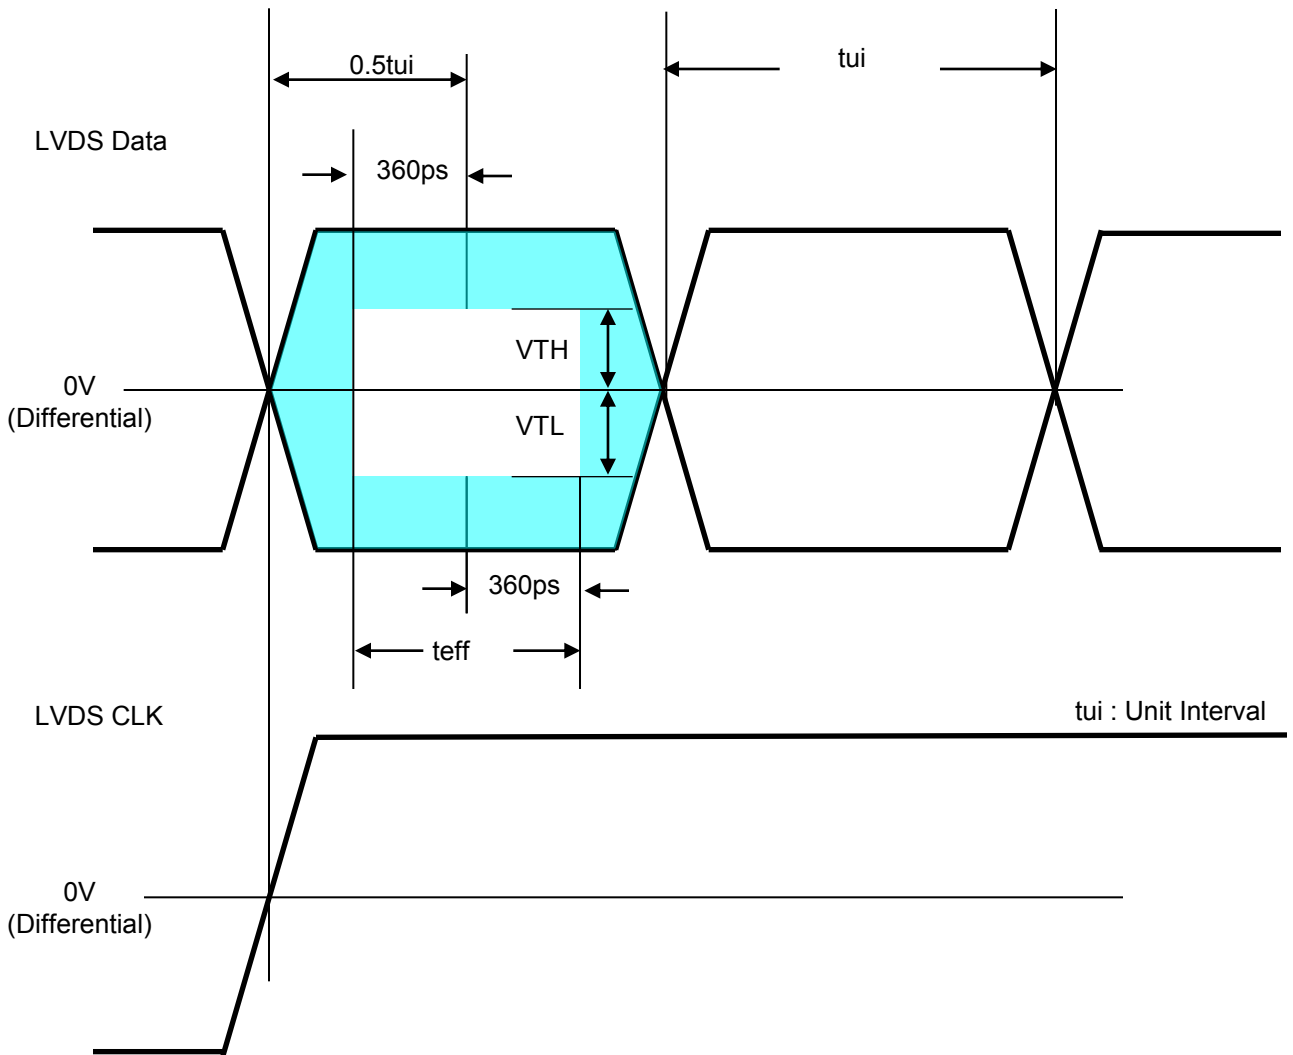 0.5tui
tui
LVDS Data
360ps
VTH
0V
(Differential)
VTL
360ps
teff
LVDS CLK
tui : Unit Interval
0V
(Differential)